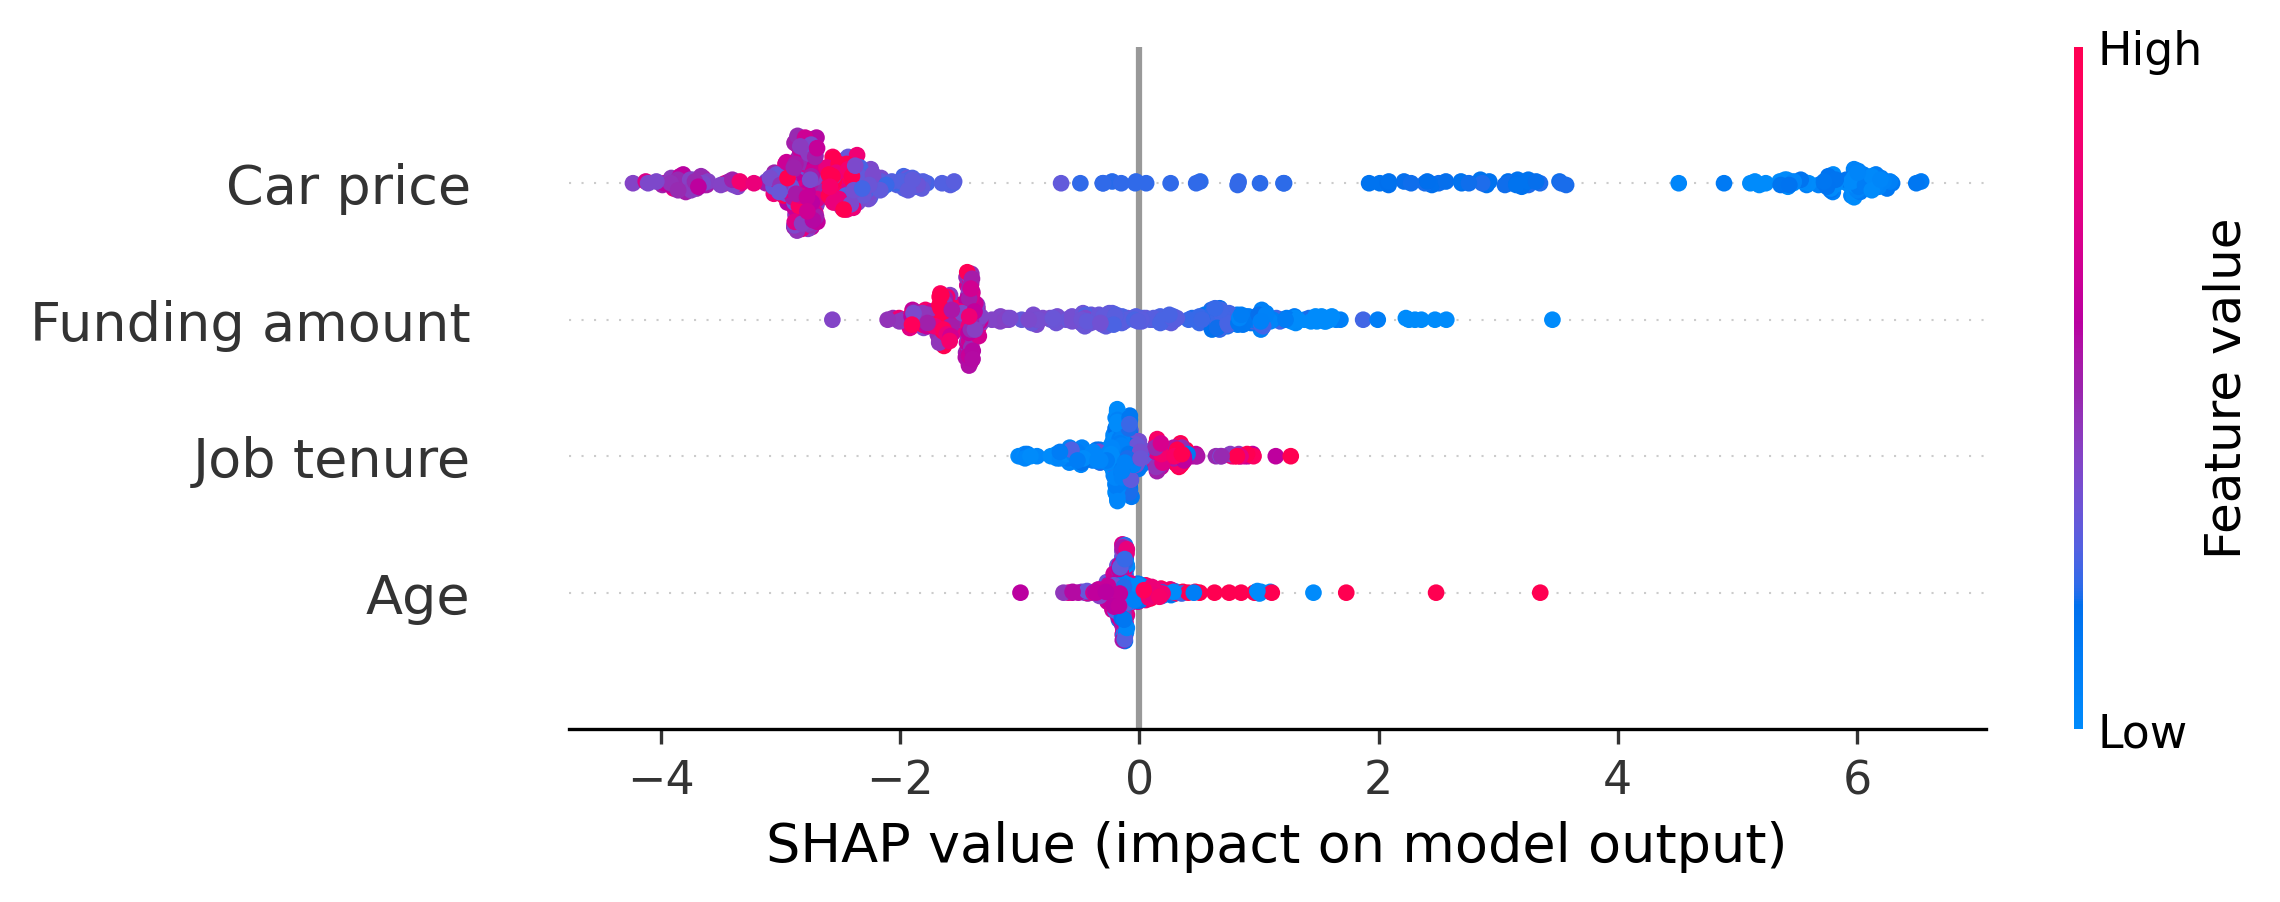 High
Car price
Funding amount
Job tenure
Age
Feature value
Low
−4
−2
0
2
4
6
SHAP value (impact on model output)